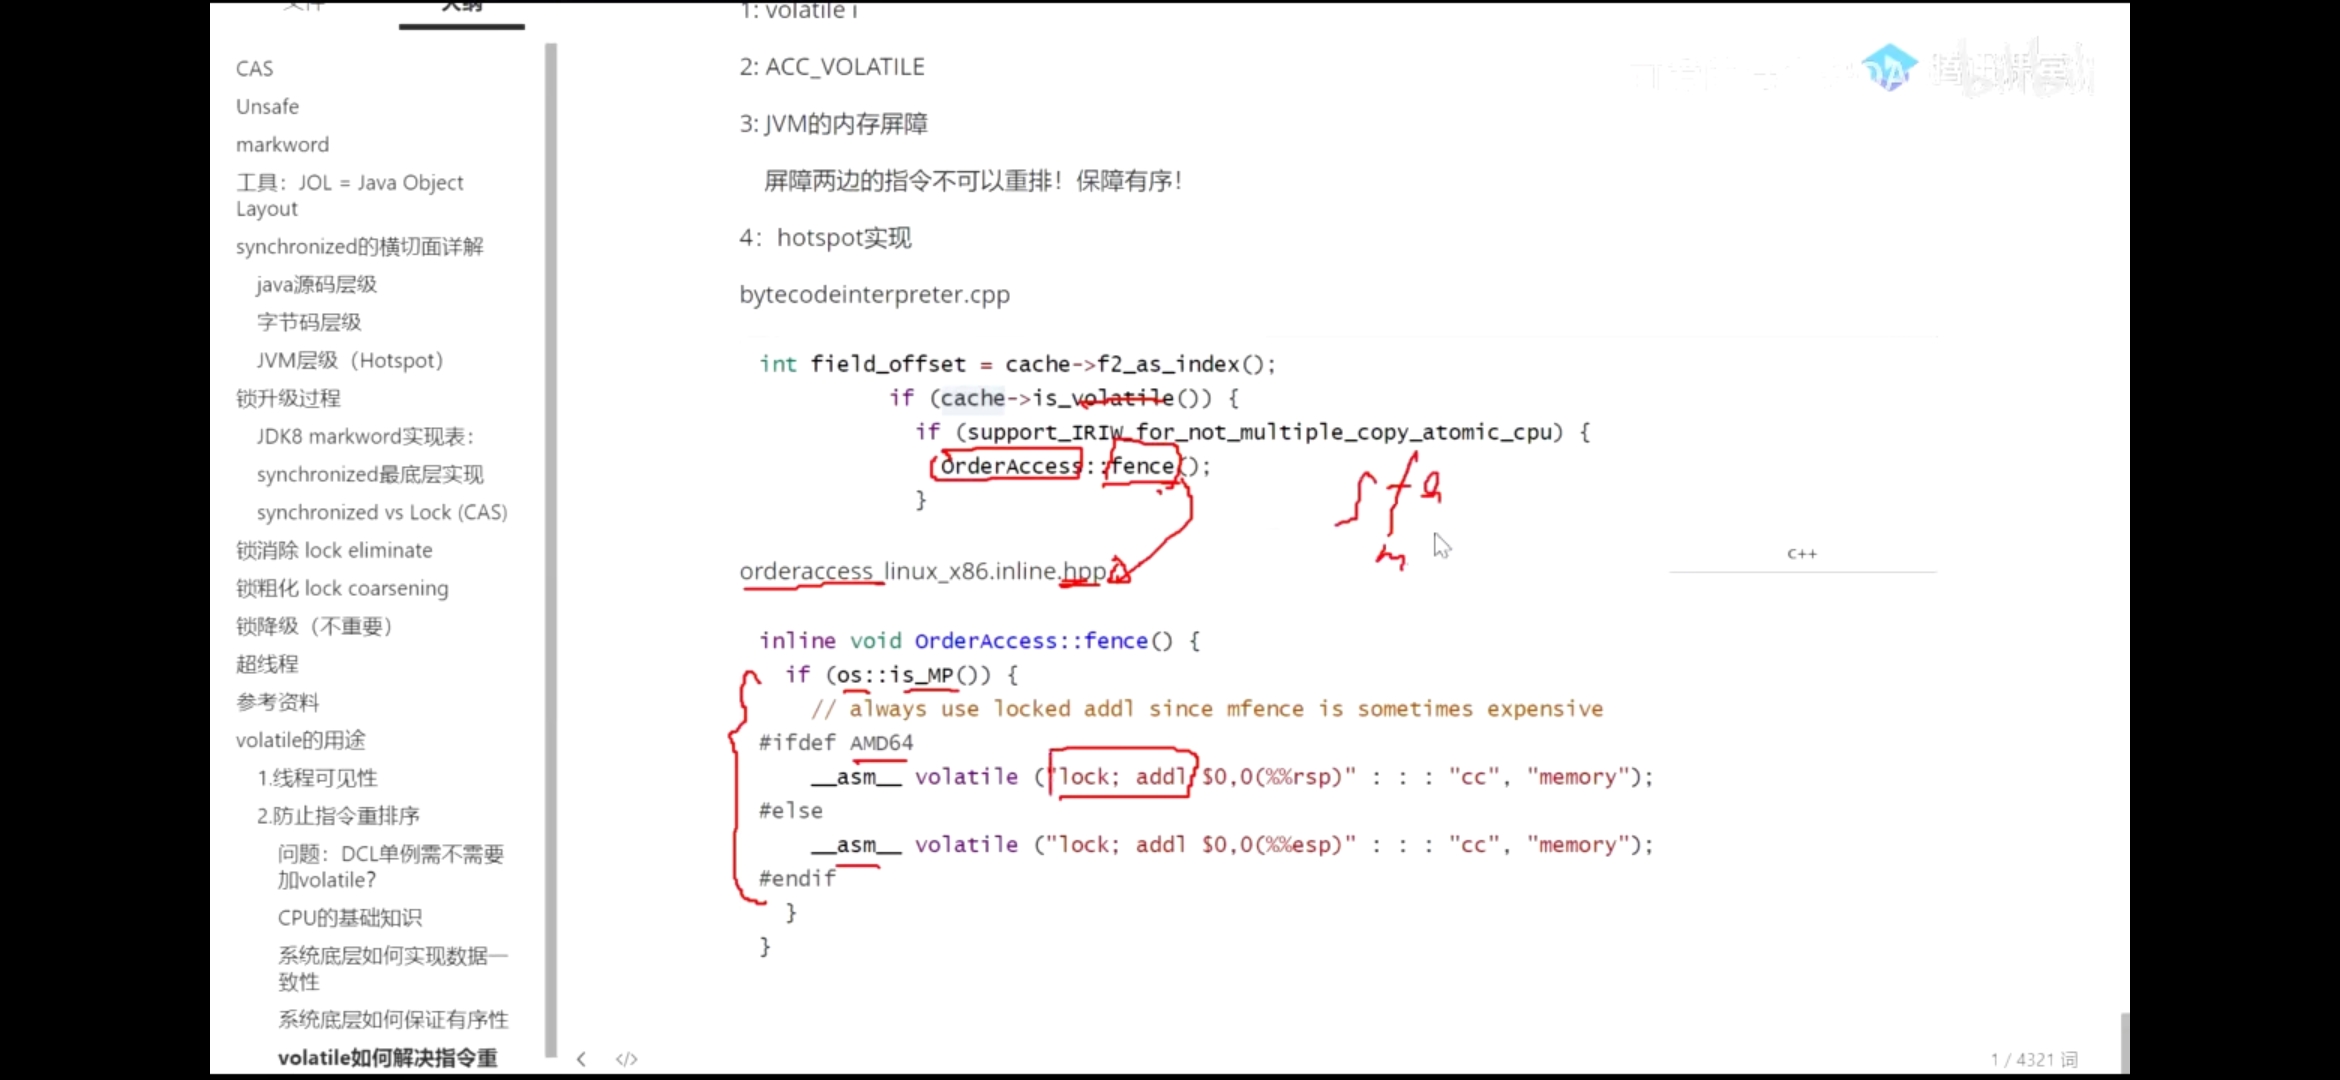 大纲
CAS
Unsafe
markword
工具：JOL = Java Object
Layout
synchronized的横切面详解
java源码层级
字节码层级
JVM层级（Hotspot）
锁升级过程
JDK8 markword实现表：
synchronized最底层实现
synchronized vs Lock (CAS)
锁消除 lock eliminate
锁粗化 lock coarsening
锁降级（不重要）
超线程
参考资料
volatile的用途
1.线程可见性
2.防止指令重排序
问题：DCL单例需不需要
加volatile？
CPU的基础知识
系统底层如何实现数据一
致性
系统底层如何保证有序性
volatile如何解决指令重
1: volatile i
2: ACC_VOLATILE
3: JVM的内存屏障
屏障两边的指令不可以重排！保障有序！
4：hotspot实现
bytecodeinterpreter.cpp
int field_offset = cache->f2_as_index();
if (cache->is_volatile()) {
if (support_IRIW_for_not_multiple_copy_atomic_cpu) {
OrderAccess::fence();
}
C++
orderaccess_linux_x86.inline.hpp
inline void OrderAccess::fence() {
if (os::is_MP()) {
// always use locked addl since mfence is sometimes expensive
#ifdef AMD64
__asm__ volatile ("lock; addl $0,0(%%rsp)" : : : "cc", "memory");
#else
__asm__ volatile ("lock; addl $0,0(%%esp)" : : : "cc", "memory");
#endif
}
}
</> 1 / 4321 词